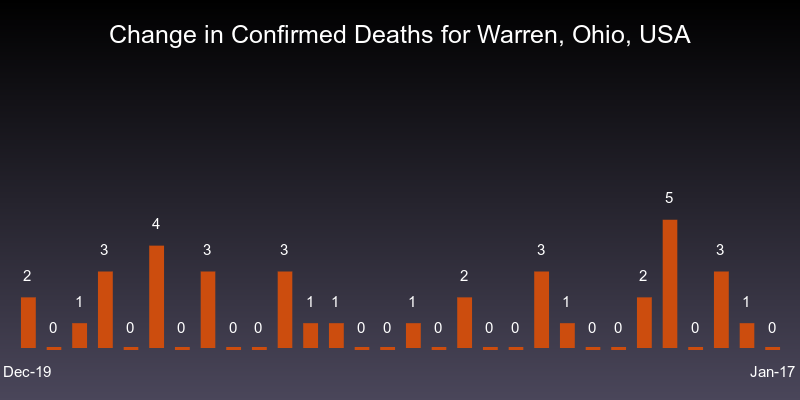 Change in Confirmed Deaths for Warren, Ohio, USA
2 0 1 3 0 4 0 3 0 0 3 1 1 0 0 1 0 2 0 0 3 1 0 0 2 5 0 3 1 0
Dec-19 Jan-17